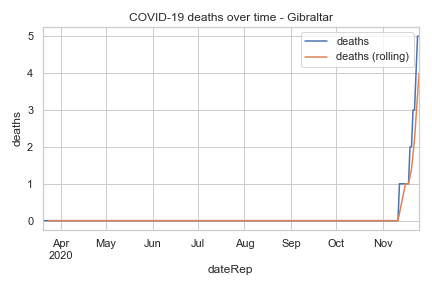 COVID-19 deaths over time - Gibraltar
deaths
deaths (rolling)
5
4
3
2
1
0
deaths
Apr May Jun Jul Aug Sep Oct Nov
2020
dateRep